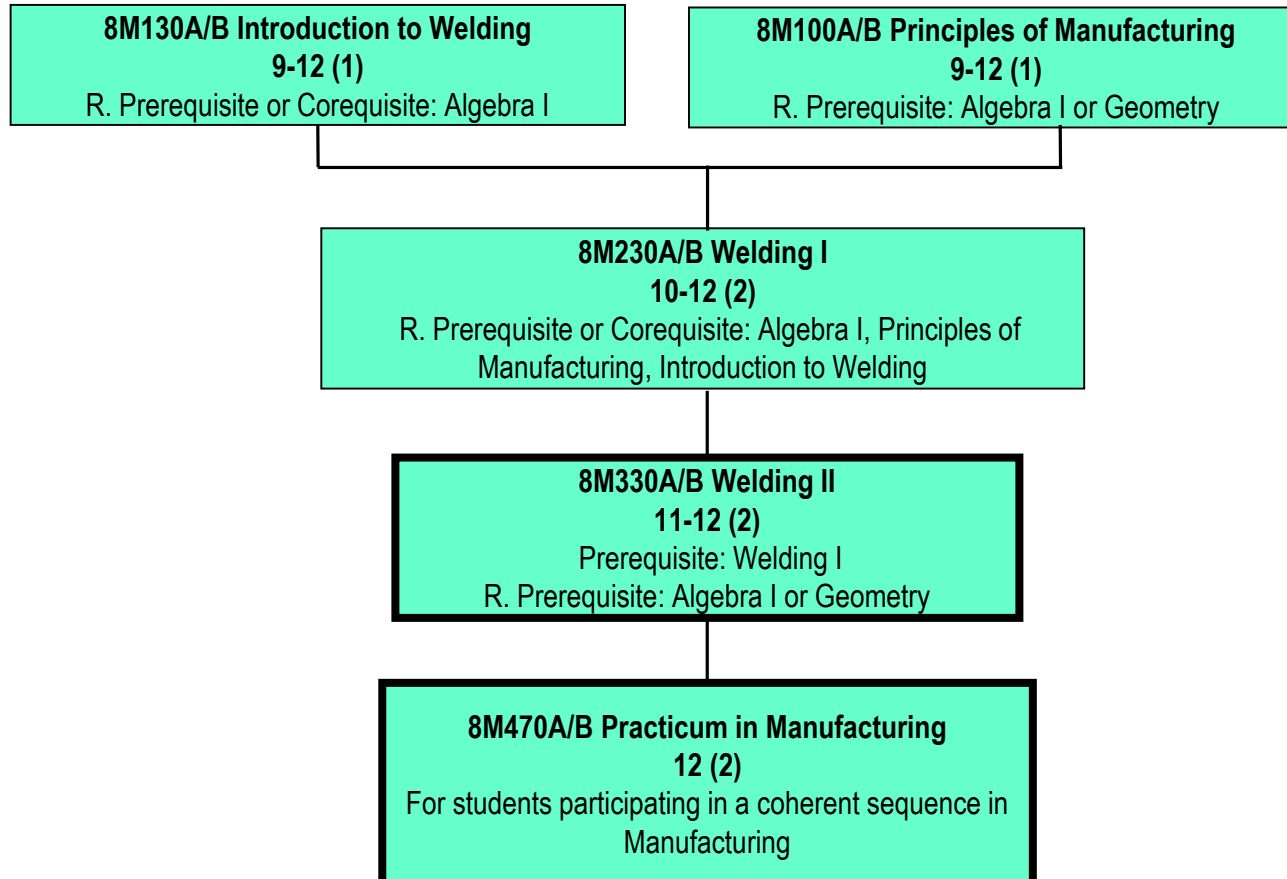 8M130A/B Introduction to Welding
9-12 (1)
R. Prerequisite or Corequisite: Algebra I
8M100A/B Principles of Manufacturing
9-12 (1)
R. Prerequisite: Algebra I or Geometry
8M230A/B Welding I
10-12 (2)
R. Prerequisite or Corequisite: Algebra I, Principles of
Manufacturing, Introduction to Welding
8M330A/B Welding II
11-12 (2)
Prerequisite: Welding I
R. Prerequisite: Algebra I or Geometry
8M470A/B Practicum in Manufacturing
12 (2)
For students participating in a coherent sequence in
Manufacturing